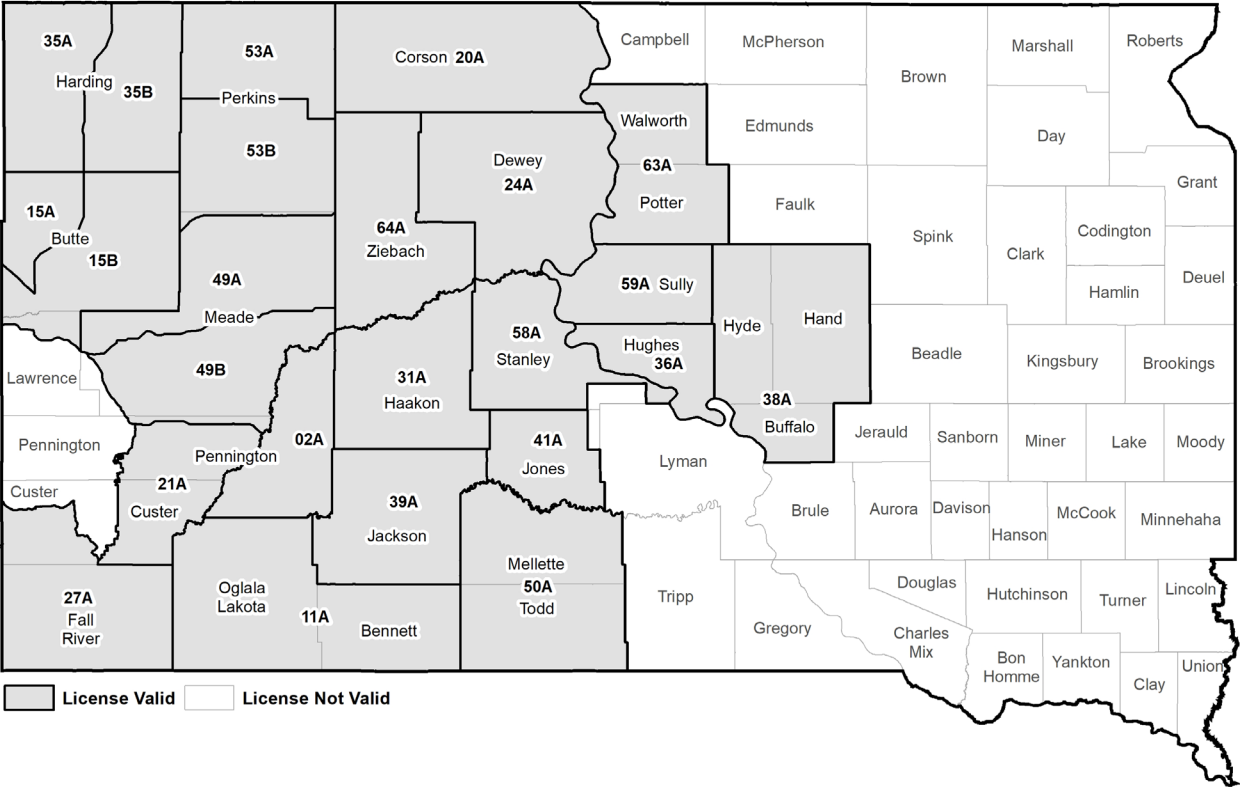 35A
Harding
35B
53A
Perkins
53B
Corson 20A
Campbell
McPherson
Brown
Marshall
Roberts
Walworth
63A
Potter
Edmunds
Day
Dewey
24A
Grant
15A
Butte
15B
64A
Ziebach
Faulk
Spink
Clark
Codington
Hamlin
Deuel
49A
Meade
49B
59A Sully
Hyde
Hand
38A
Buffalo
58A
Stanley
Hughes
36A
Beadle
Kingsbury
Brookings
Lawrence
31A
Haakon
02A
Pennington
Pennington
41A
Jones
Lyman
Jerauld
Sanborn
Miner
Lake
Moody
Custer
21A
Custer
39A
Jackson
Brule
Aurora
Davison
Hanson
McCook
Minnehaha
27A
Fall
River
Oglala
Lakota
11A
Bennett
Mellette
50A
Todd
Tripp
Gregory
Douglas
Charles
Mix
Hutchinson
Turner
Lincoln
Bon
Homme
Yankton
Clay
Union
License Valid
License Not Valid